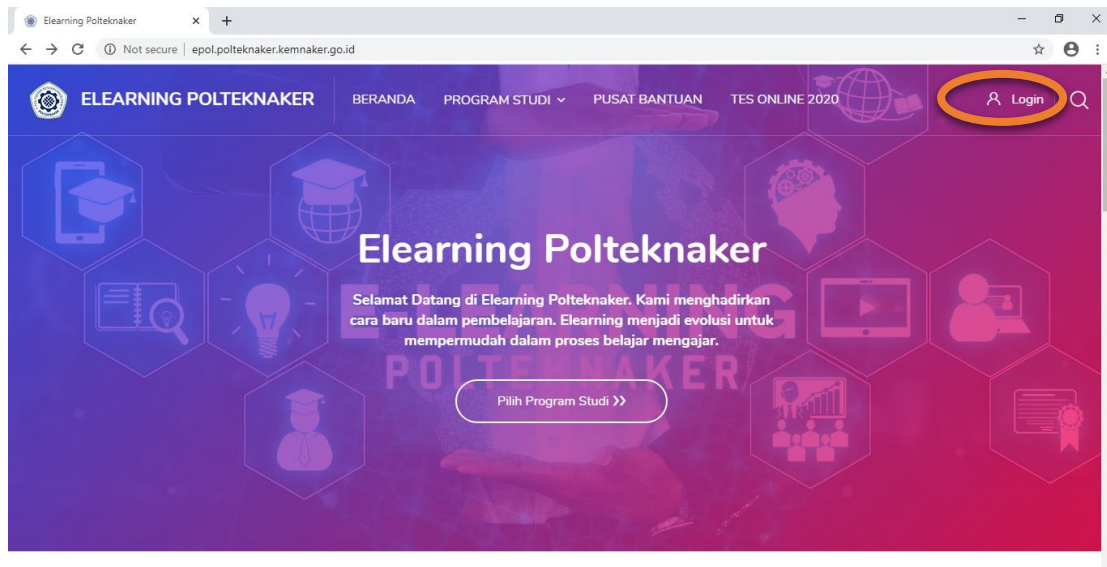 Elearning Polteknaker
Not secure | epol.polteknaker.kemnaker.go.id
ELEARNING POLTEKNAKER
BERANDA PROGRAM STUDI PUSAT BANTUAN TES ONLINE 2020 Login
Elearning Polteknaker
Selamat Datang di Elearning Polteknaker. Kami menghadirkan
cara baru dalam pembelajaran. Elearning menjadi evolusi untuk
mempermudah dalam proses belajar mengajar.
E-LEARNING
POLTEKNAKER
Pilih Program Studi